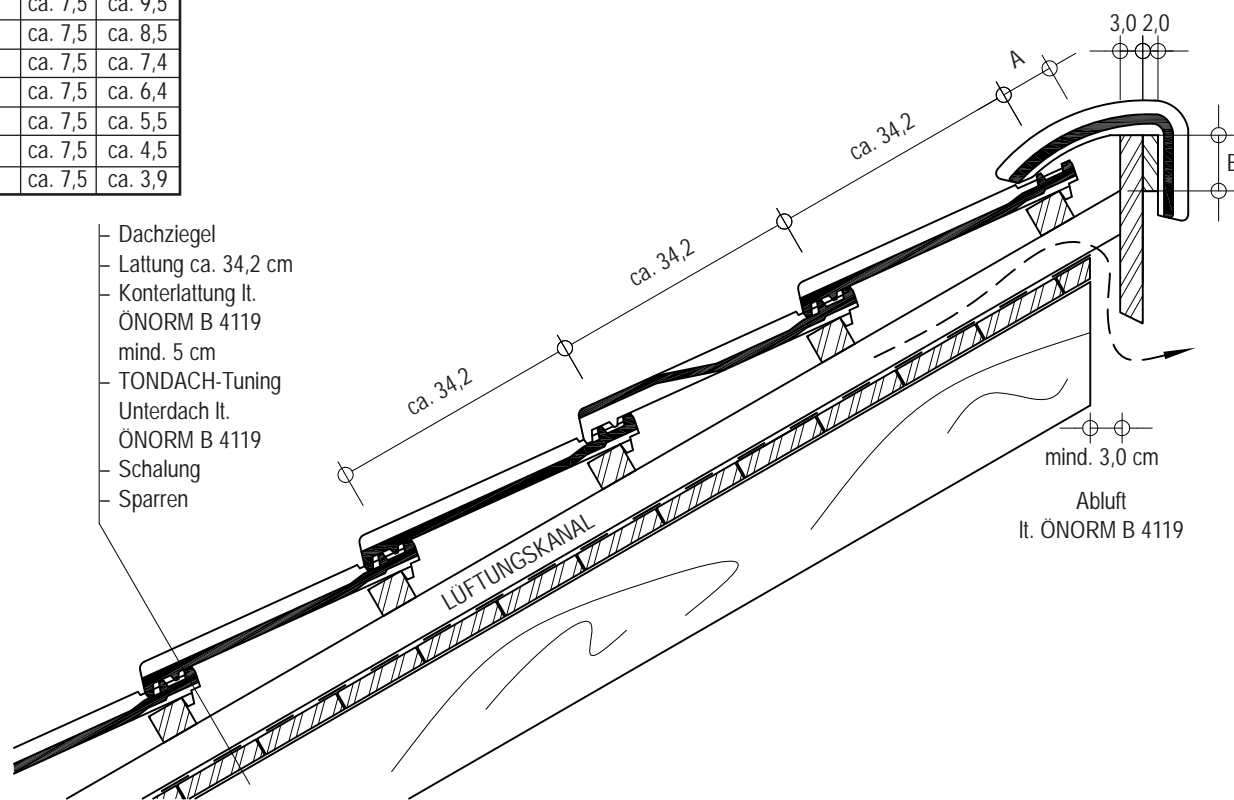 ca. 7,5 ca. 9,5
ca. 7,5 ca. 8,5
ca. 7,5 ca. 7,4
ca. 7,5 ca. 6,4
ca. 7,5 ca. 5,5
ca. 7,5 ca. 4,5
ca. 7,5 ca. 3,9
3,0 2,0
A
B
ca. 34,2
ca. 34,2
ca. 34,2
Dachziegel
Lattung ca. 34,2 cm
Konterlattung lt.
ÖNORM B 4119
mind. 5 cm
TONDACH-Tuning
Unterdach lt.
ÖNORM B 4119
Schalung
Sparren
LÜFTUNGSKANAL
mind. 3,0 cm
Abluft
lt. ÖNORM B 4119